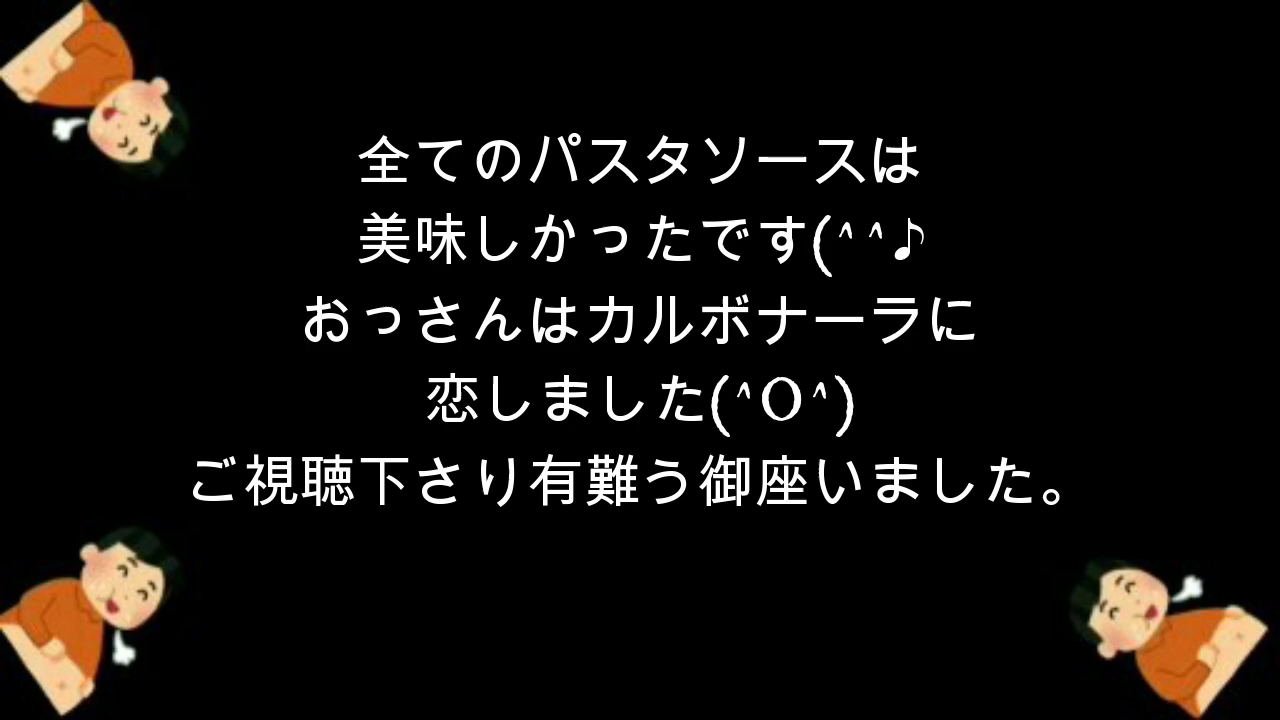 全てのパスタソースは
美味しかったです(^^♪
おっさんはカルボナーラに
恋しました(^O^)
ご視聴下さり有難う御座いました。